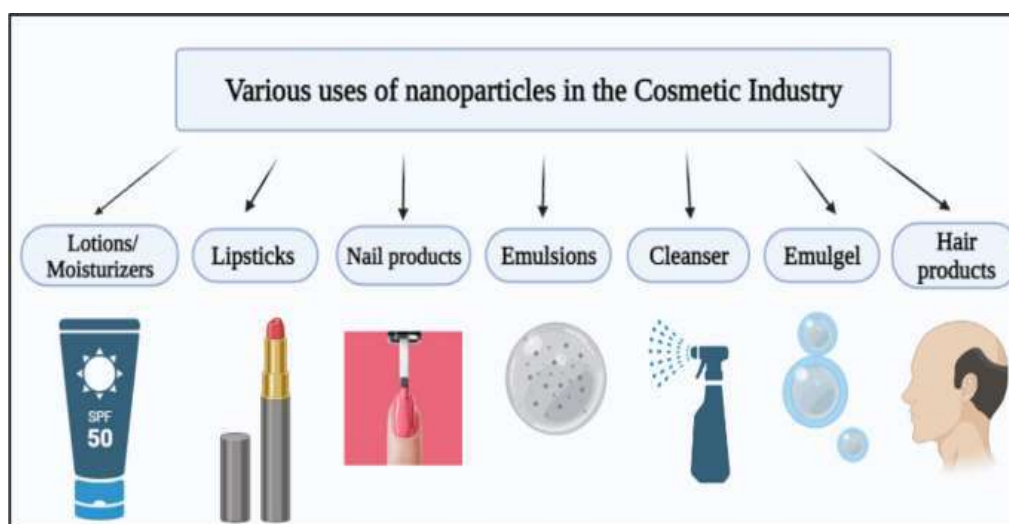 Various uses of nanoparticles in the Cosmetic Industry
Lotions/
Moisturizers
Lipsticks
Nail products
Emulsions
Cleanser
Emulgel
Hair
products
SPF
50